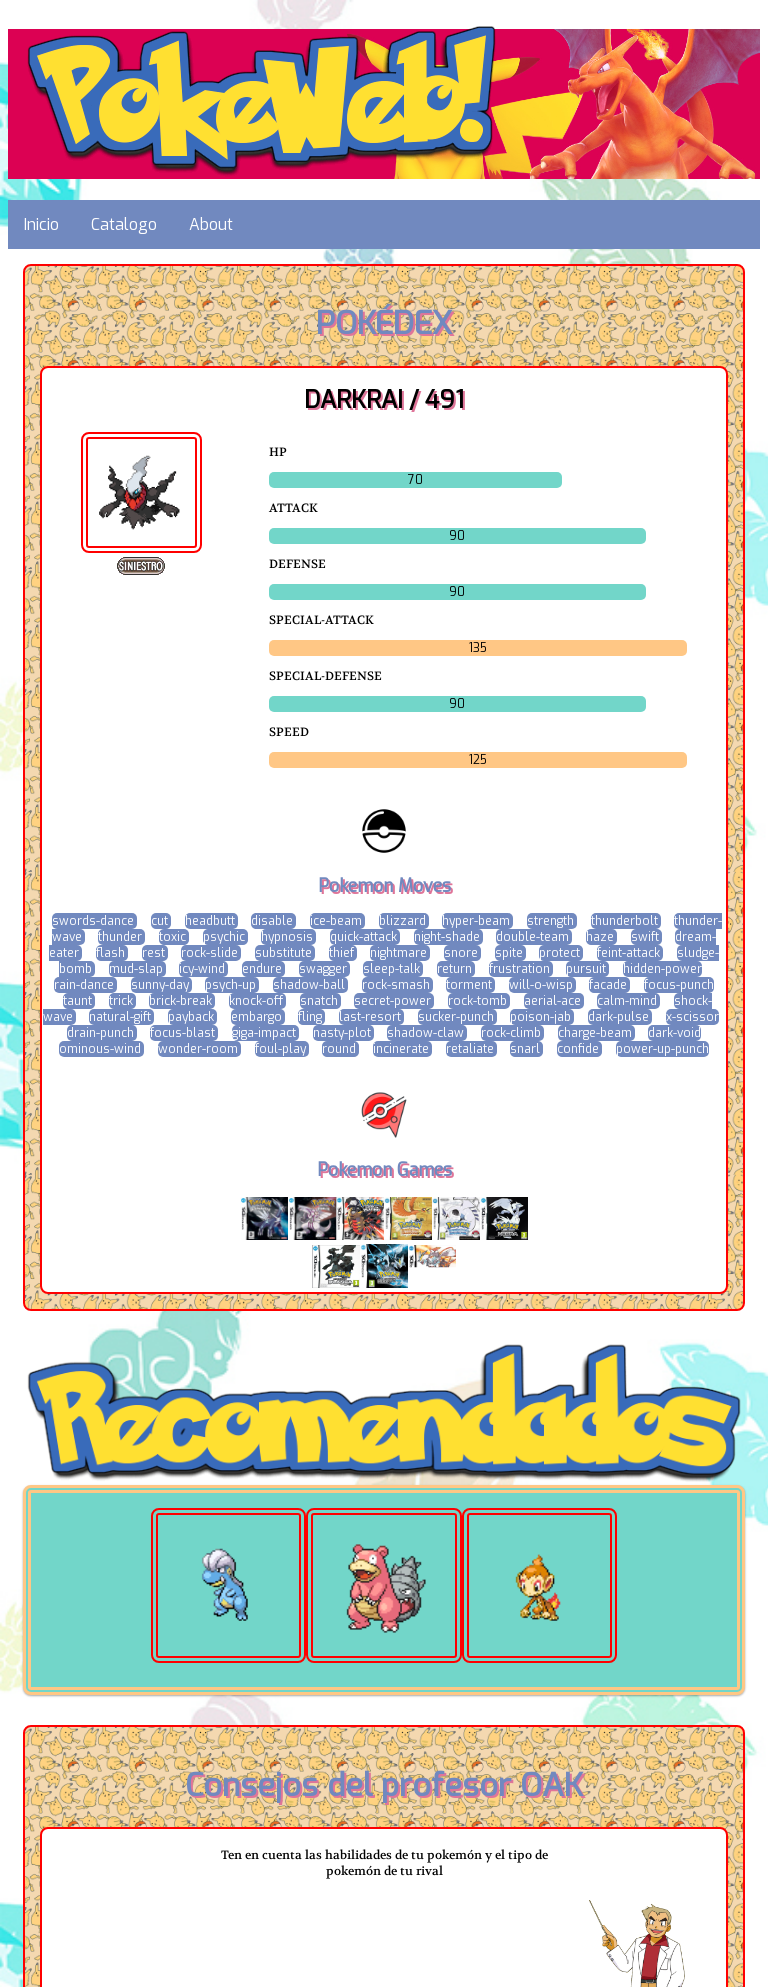 PokeWeb!
Inicio Catalogo About
POKÉDEX
DARKRAI / 491
SINIESTRO
HP
70
ATTACK
90
DEFENSE
90
SPECIAL-ATTACK
135
SPECIAL-DEFENSE
90
SPEED
125
Pokemon Moves
swords-dance cut headbutt disable ice-beam blizzard hyper-beam strength thunderbolt thunder-
wave thunder toxic psychic hypnosis quick-attack night-shade double-team haze swift dream-
eater flash rest rock-slide substitute thief nightmare snore spite protect feint-attack sludge-
bomb mud-slap icy-wind endure swagger sleep-talk return frustration pursuit hidden-power
rain-dance sunny-day psych-up shadow-ball rock-smash torment will-o-wisp facade focus-punch
taunt trick brick-break knock-off snatch secret-power rock-tomb aerial-ace calm-mind shock-
wave natural-gift payback embargo fling last-resort sucker-punch poison-jab dark-pulse x-scissor
drain-punch focus-blast giga-impact nasty-plot shadow-claw rock-climb charge-beam dark-void
ominous-wind wonder-room foul-play round incinerate retaliate snarl confide power-up-punch
Pokemon Games
Recomendados
Consejos del profesor OAK
Ten en cuenta las habilidades de tu pokemón y el tipo de
pokemón de tu rival